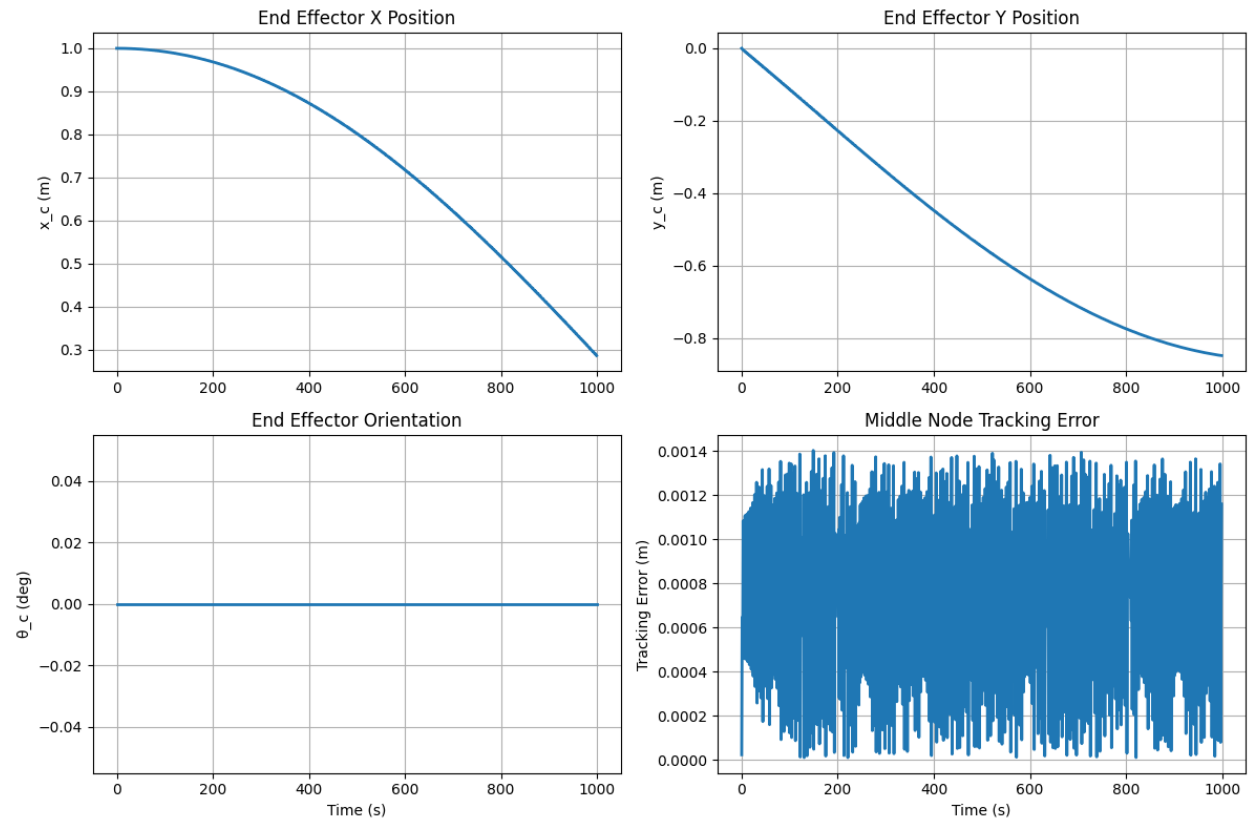 End Effector X Position
x_c (m)
1.0
0.9
0.8
0.7
0.6
0.5
0.4
0.3
0 200 400 600 800 1000
End Effector Y Position
y_c (m)
0.0
−0.2
−0.4
−0.6
−0.8
0 200 400 600 800 1000
End Effector Orientation
θ_c (deg)
0.04
0.02
0.00
−0.02
−0.04
0 200 400 600 800 1000
Time (s)
Middle Node Tracking Error
Tracking Error (m)
0.0014
0.0012
0.0010
0.0008
0.0006
0.0004
0.0002
0.0000
0 200 400 600 800 1000
Time (s)